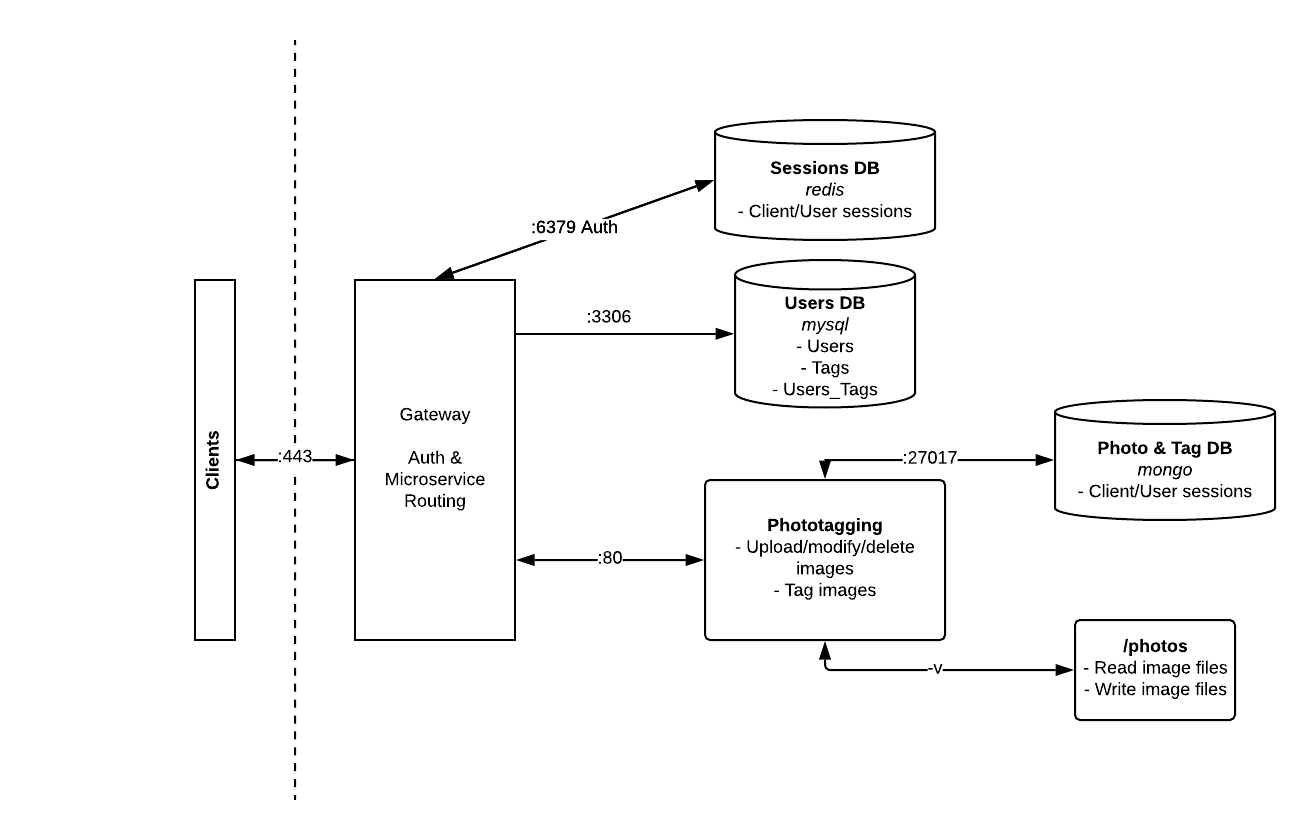 Sessions DB
redis
- Client/User sessions
:6379 Auth
Users DB
mysql
- Users
- Tags
- Users_Tags
:3306
Clients
:443
Gateway
Auth &
Microservice
Routing
:27017
Photo & Tag DB
mongo
- Client/User sessions
:80
Phototagging
- Upload/modify/delete
images
- Tag images
-v
/photos
- Read image files
- Write image files